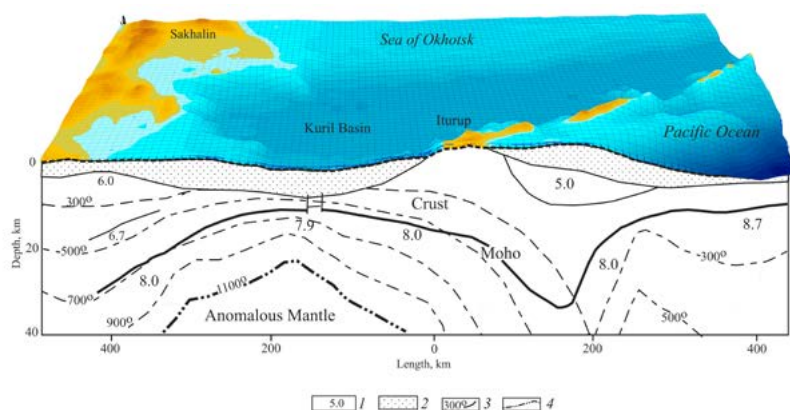 A
Sakhalin
Sea of Okhotsk
Kuril Basin
Iturup
Pacific Ocean
0
6.0
5.0
300º
Crust
6.7
7.9
8.0
8.7
-500º
20
8.0
Moho
8.0
-300º
700º
1100º
900º
Anomalous Mantle
500º
40
Depth, km
400
200
0
200
400
Length, km
5.0 1
2
300º 3
4